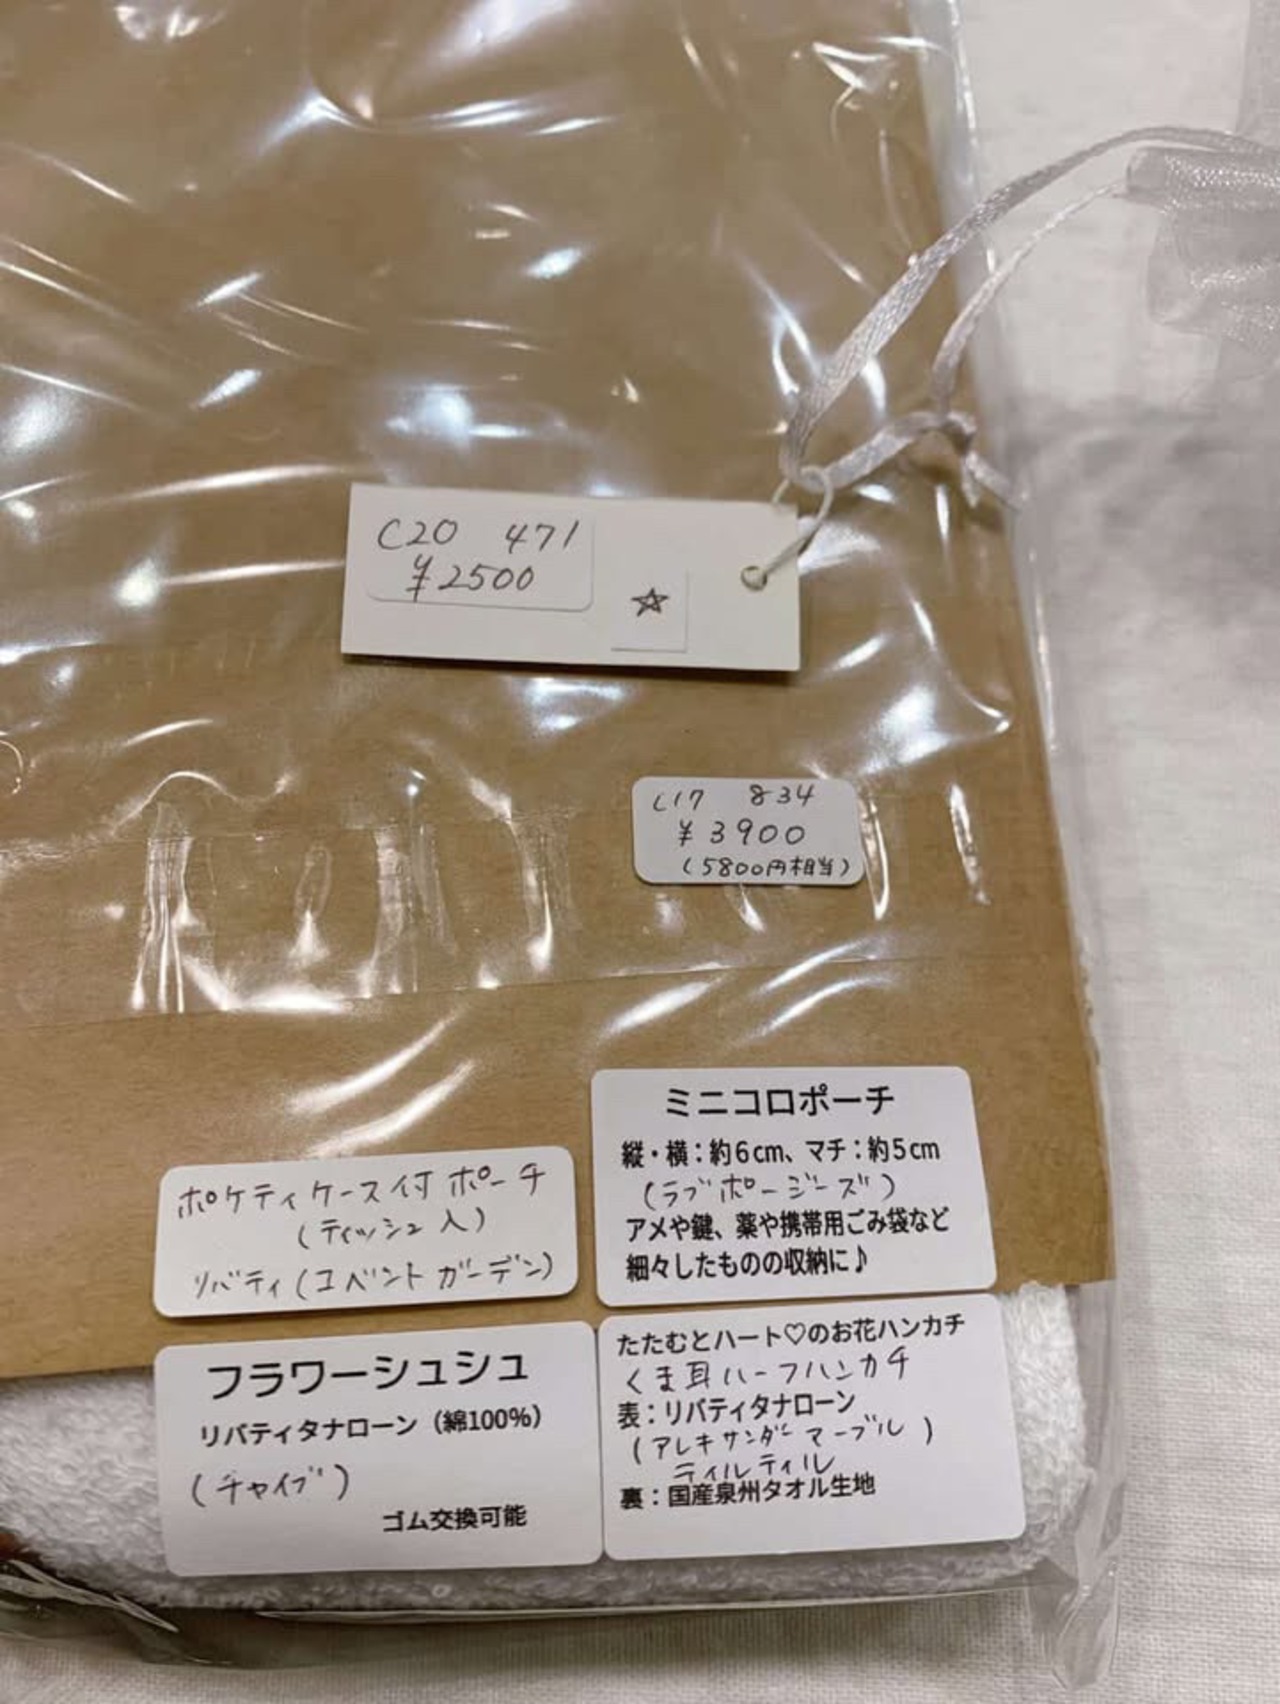 C20 471
¥2500
☆
C17 834
¥3900
(5800円相当)
ミニコロポーチ
縦・横：約6cm、マチ：約5cm
(ラブポージーズ)
アメや鍵、薬や携帯用ごみ袋など
細々したものの収納に♪
ポケティケース付ポーチ
(ティッシュ入)
リバティ(コベントガーデン)
フラワーシュシュ
リバティタナローン（綿100%）
(チャイブ)
ゴム交換可能
たたむとハート♡のお花ハンカチ
くま耳ハーフハンカチ
表：リバティタナローン
(アレキサンダーマーブル)
ティルティル
裏：国産泉州タオル生地